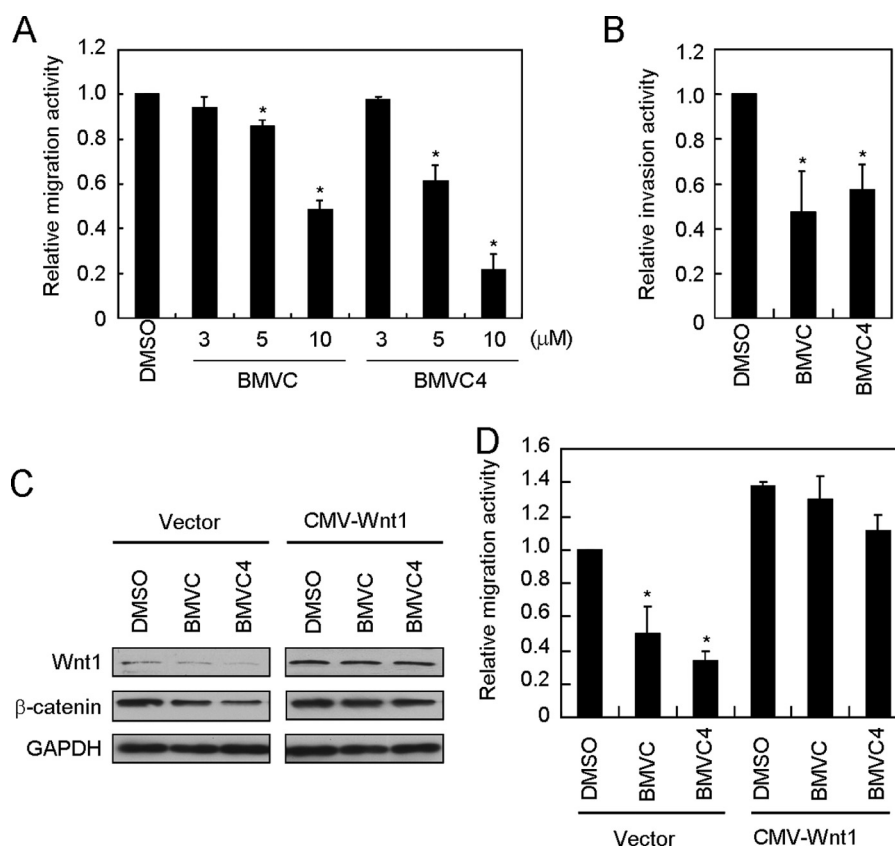 A
1.2
1.0
0.8
0.6
0.4
0.2
0
Relative migration activity
* * * *
DMSO 3 5 10 3 5 10 (μM)
BMVC BMVC4
B
1.2
1.0
0.8
0.6
0.4
0.2
0
Relative invasion activity
* *
DMSO BMVC BMVC4
C
Vector CMV-Wnt1
DMSO BMVC BMVC4 DMSO BMVC BMVC4
Wnt1
β-catenin
GAPDH
D
1.6
1.4
1.2
1.0
0.8
0.6
0.4
0.2
0
Relative migration activity
* *
DMSO BMVC BMVC4 DMSO BMVC BMVC4
Vector CMV-Wnt1